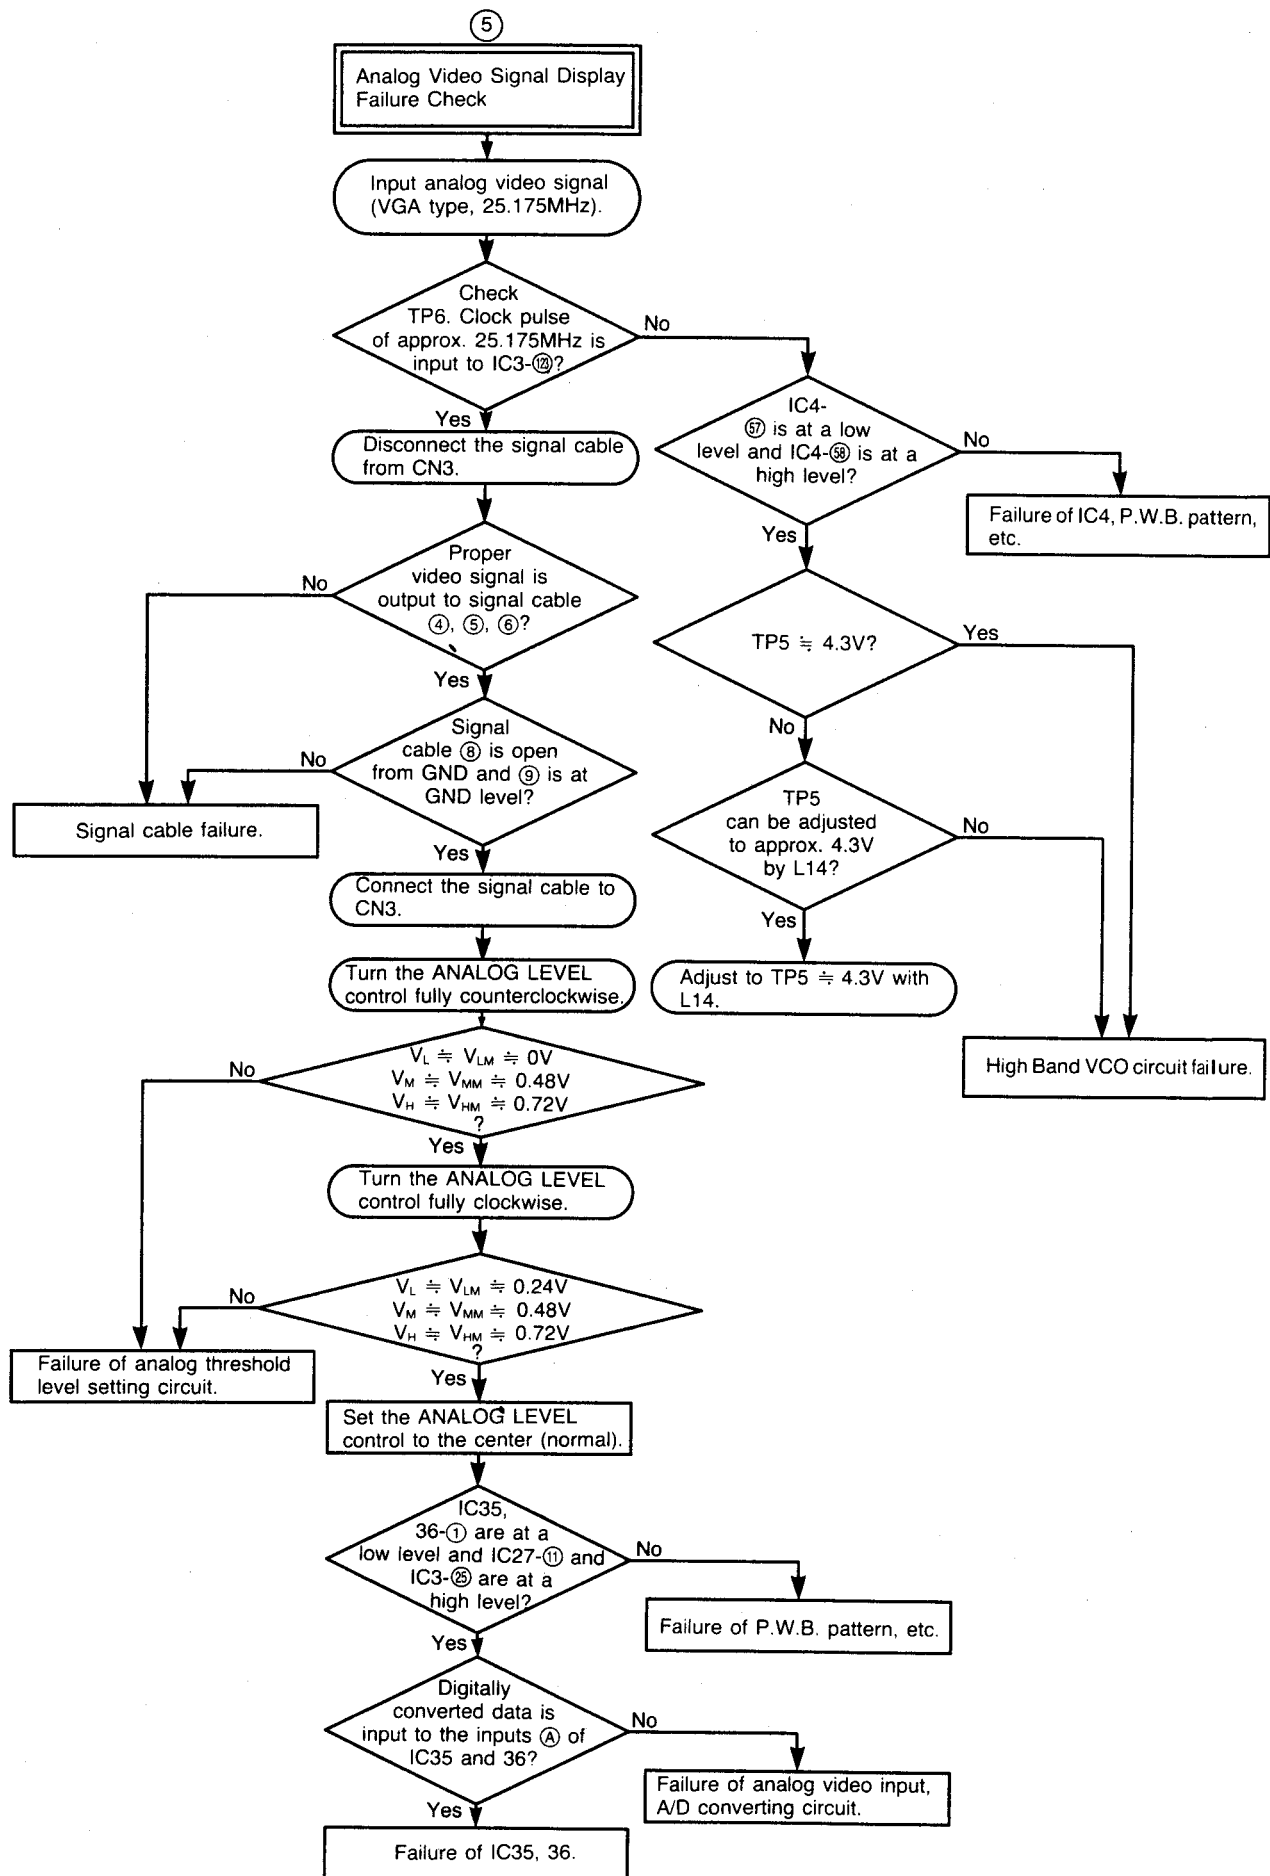 ⑤
Analog Video Signal Display
Failure Check
Input analog video signal
(VGA type, 25.175MHz).
Check
TP6. Clock pulse
of approx. 25.175MHz is
input to IC3-(123)?
No
Yes
IC4-
㊼ is at a low
level and IC4-(58) is at a
high level?
No
Failure of IC4, P.W.B. pattern,
etc.
Yes
Disconnect the signal cable
from CN3.
Proper
video signal is
output to signal cable
④, ⑤, ⑥?
No
Yes
TP5 ≒ 4.3V?
Yes
No
Signal
cable ⑧ is open
from GND and ⑨ is at
GND level?
No
Signal cable failure.
Yes
TP5
can be adjusted
to approx. 4.3V
by L14?
No
Yes
Connect the signal cable to
CN3.
Turn the ANALOG LEVEL
control fully counterclockwise.
Adjust to TP5 ≒ 4.3V with
L14.
High Band VCO circuit failure.
VL ≒ VLM ≒ 0V
VM ≒ VMM ≒ 0.48V
VH ≒ VHM ≒ 0.72V
?
No
Yes
Turn the ANALOG LEVEL
control fully clockwise.
VL ≒ VLM ≒ 0.24V
VM ≒ VMM ≒ 0.48V
VH ≒ VHM ≒ 0.72V
?
No
Failure of analog threshold
level setting circuit.
Yes
Set the ANALOG LEVEL
control to the center (normal).
IC35,
36-① are at a
low level and IC27-⑪ and
IC3-㉕ are at a
high level?
No
Failure of P.W.B. pattern, etc.
Yes
Digitally
converted data is
input to the inputs Ⓐ of
IC35 and 36?
No
Failure of analog video input,
A/D converting circuit.
Yes
Failure of IC35, 36.